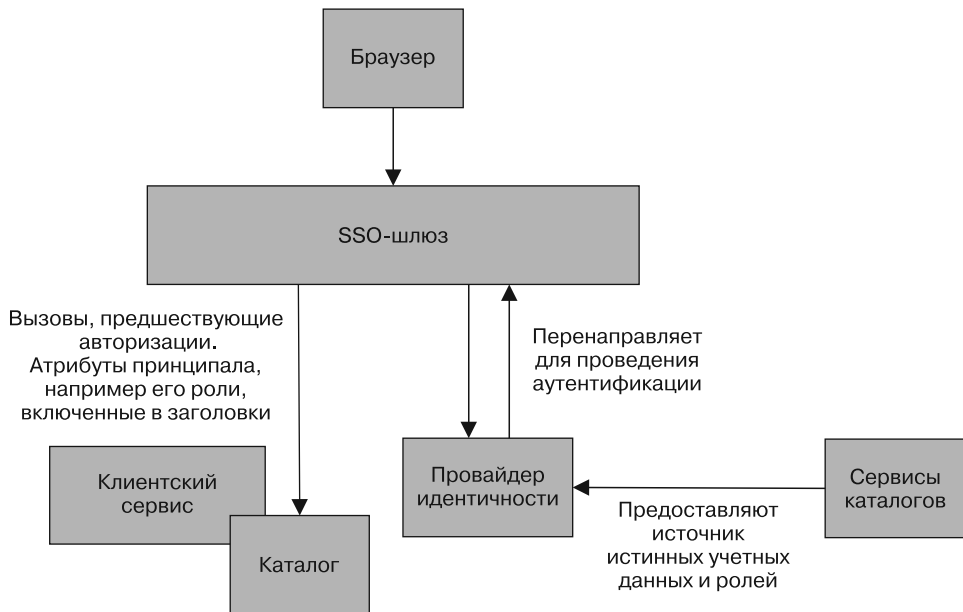 Браузер
SSO-шлюз
Вызовы, предшествующие
авторизации.
Атрибуты принципала,
например его роли,
включенные в заголовки
Перенаправляет
для проведения
аутентификации
Клиентский
сервис
Каталог
Провайдер
идентичности
Сервисы
каталогов
Предоставляют
источник
истинных учетных
данных и ролей